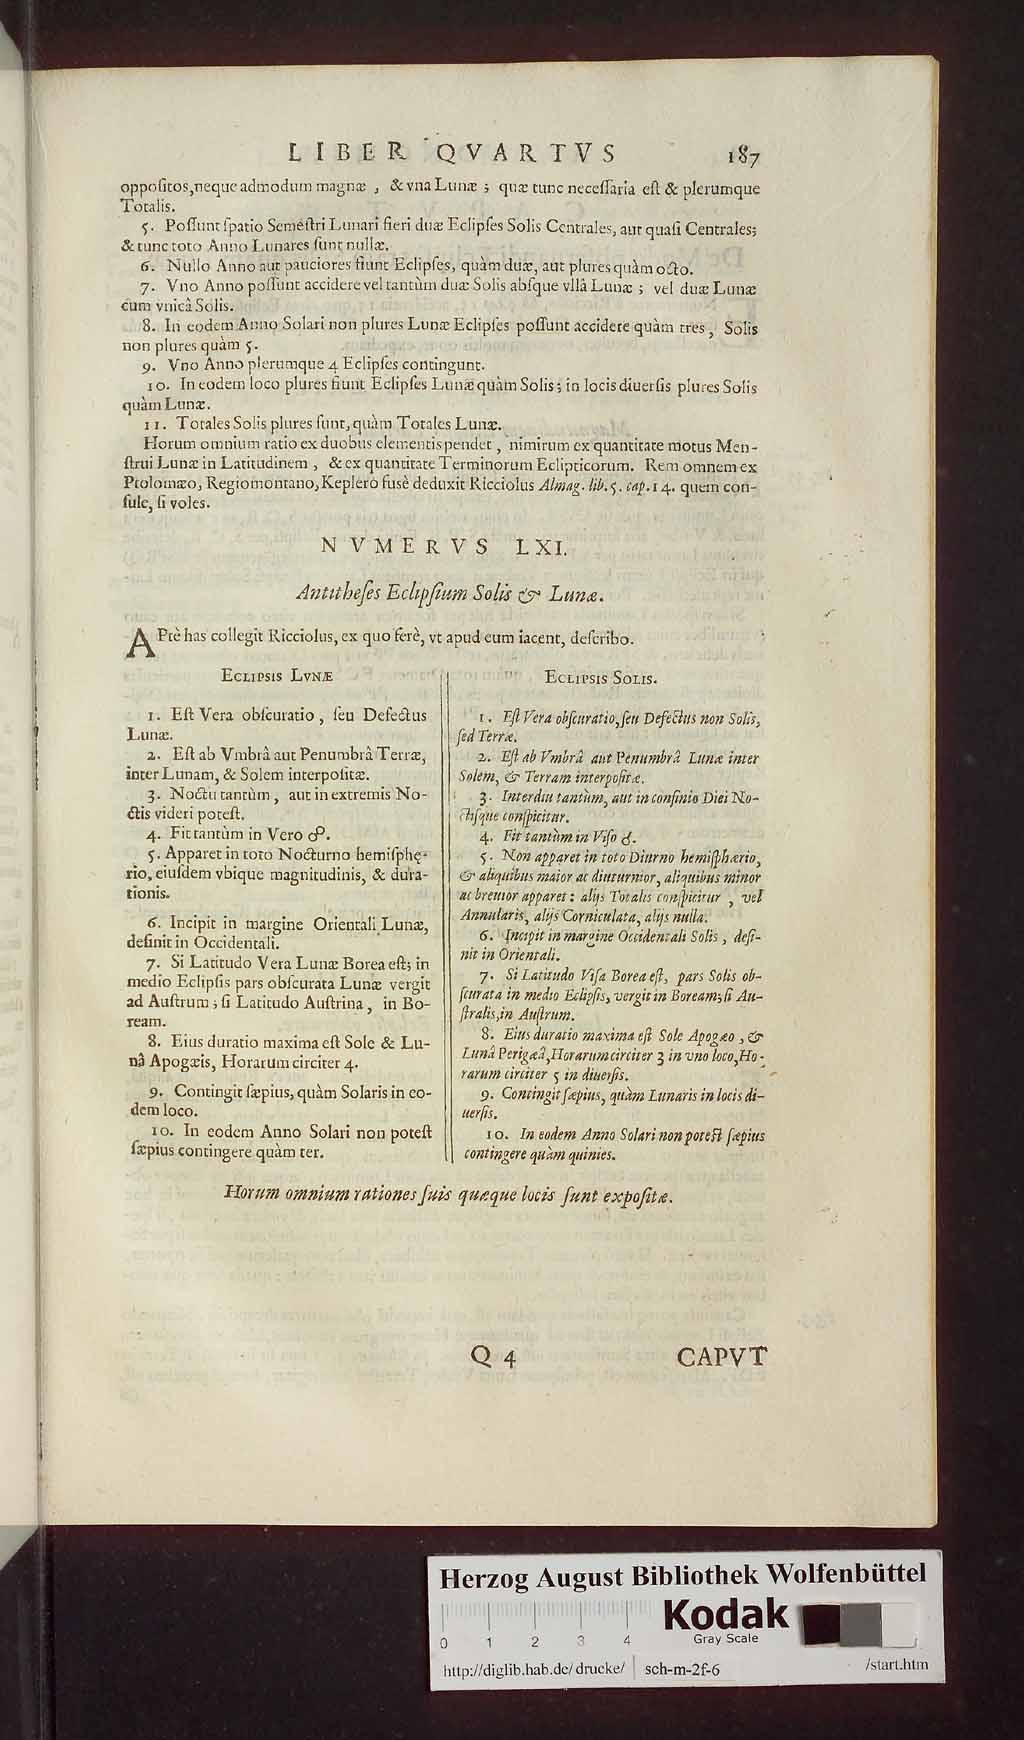 LIBER QVARTVS 187
oppoſitos, neque admodum magnæ, & vna Lunæ; quæ tunc neceſſaria eſt & plerumque
Totalis.
5. Poſſunt ſpatio Semeſtri Lunari fieri duæ Eclipſes Solis Centrales, aut quaſi Centrales;
& tunc toto Anno Lunares ſunt nullæ.
6. Nullo Anno aut pauciores fiunt Eclipſes, quàm duæ, aut plures quàm octo.
7. Vno Anno poſſunt accidere vel tantùm duæ Solis abſque vllâ Lunæ; vel duæ Lunæ
cum vnicâ Solis.
8. In eodem Anno Solari non plures Lunæ Eclipſes poſſunt accidere quàm tres, Solis
non plures quàm 5.
9. Vno Anno plerumque 4 Eclipſes contingunt.
10. In eodem loco plures fiunt Eclipſes Lunæ quàm Solis; in locis diuerſis plures Solis
quàm Lunæ.
11. Totales Solis plures ſunt, quàm Totales Lunæ.
Horum omnium ratio ex duobus elementis pendet, nimirum ex quantitate motus Men-
ſtrui Lunæ in Latitudinem, & ex quantitate Terminorum Eclipticorum. Rem omnem ex
Ptolomæo, Regiomontano, Keplero fusè deduxit Ricciolus Almag. lib. 5. cap. 14. quem con-
ſule, ſi voles.
NVMERVS LXI.
Antitheſes Eclipſium Solis & Lunæ.
APtè has collegit Ricciolus, ex quo ferè, vt apud eum iacent, deſcribo.
ECLIPSIS LVNÆ
1. Eſt Vera obſcuratio, ſeu Defectus
Lunæ.
2. Eſt ab Vmbrâ aut Penumbrâ Terræ,
inter Lunam, & Solem interpoſitæ.
3. Noctu tantùm, aut in extremis No-
ctis videri poteſt.
4. Fit tantùm in Vero ☍.
5. Apparet in toto Nocturno hemiſphę-
rio, eiuſdem vbique magnitudinis, & dura-
tionis.
6. Incipit in margine Orientali Lunæ,
definit in Occidentali.
7. Si Latitudo Vera Lunæ Borea eſt; in
medio Eclipſis pars obſcurata Lunæ vergit
ad Auſtrum; ſi Latitudo Auſtrina, in Bo-
ream.
8. Eius duratio maxima eſt Sole & Lu-
nâ Apogæis, Horarum circiter 4.
9. Contingit ſæpius, quàm Solaris in eo-
dem loco.
10. In eodem Anno Solari non poteſt
ſæpius contingere quàm ter.
ECLIPSIS SOLIS.
1. Eſt Vera obſcuratio, ſeu Defectus non Solis,
ſed Terræ.
2. Eſt ab Vmbrâ aut Penumbrâ Lunæ inter
Solem, & Terram interpoſitæ.
3. Interdiu tantùm, aut in confinio Diei No-
ctiſque conſpicitur.
4. Fit tantùm in Viſo ☌.
5. Non apparet in toto Diurno hemiſphærio,
& aliquibus maior ac diuturnior, aliquibus minor
ac breuior apparet: alijs Totalis conſpicitur, vel
Annularis, alijs Corniculata, alijs nulla.
6. Incipit in margine Occidentali Solis, deſi-
nit in Orientali.
7. Si Latitudo Viſa Borea eſt, pars Solis ob-
ſcurata in medio Eclipſis, vergit in Boream; ſi Au-
ſtralis, in Auſtrum.
8. Eius duratio maxima eſt Sole Apogæo, &
Lunâ Perigæâ, Horarum circiter 3 in vno loco, Ho-
rarum circiter 5 in diuerſis.
9. Contingit ſæpius, quàm Lunaris in locis di-
uerſis.
10. In eodem Anno Solari non poteſt ſæpius
contingere quàm quinies.
Horum omnium rationes ſuis quæque locis ſunt expoſitæ.
Q 4 CAPVT
Herzog August Bibliothek Wolfenbüttel
0 1 2 3 4
Kodak
Gray Scale
http://diglib.hab.de/drucke/ sch-m-2f-6 /start.htm